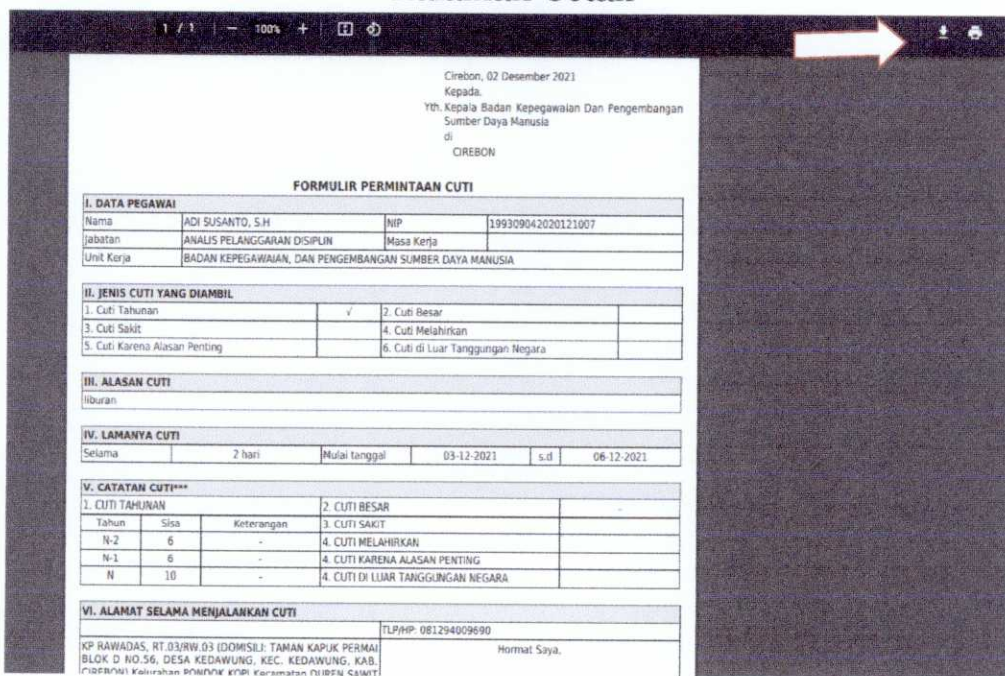 1 / 1 | − 100% +
Cirebon, 02 Desember 2021
Kepada.
Yth. Kepala Badan Kepegawaian Dan Pengembangan
Sumber Daya Manusia
di
CIREBON
FORMULIR PERMINTAAN CUTI
I. DATA PEGAWAI
Nama ADI SUSANTO, S.H NIP 199309042020121007
Jabatan ANALIS PELANGGARAN DISIPLIN Masa Kerja
Unit Kerja BADAN KEPEGAWAIAN, DAN PENGEMBANGAN SUMBER DAYA MANUSIA
II. JENIS CUTI YANG DIAMBIL
1. Cuti Tahunan √ 2. Cuti Besar
3. Cuti Sakit 4. Cuti Melahirkan
5. Cuti Karena Alasan Penting 6. Cuti di Luar Tanggungan Negara
III. ALASAN CUTI
liburan
IV. LAMANYA CUTI
Selama 2 hari Mulai tanggal 03-12-2021 s.d 06-12-2021
V. CATATAN CUTI***
1. CUTI TAHUNAN 2. CUTI BESAR -
Tahun Sisa Keterangan 3. CUTI SAKIT
N-2 6 - 4. CUTI MELAHIRKAN
N-1 6 - 4. CUTI KARENA ALASAN PENTING
N 10 - 4. CUTI DI LUAR TANGGUNGAN NEGARA
VI. ALAMAT SELAMA MENJALANKAN CUTI
TLP/HP: 081294009690
KP RAWADAS, RT.03/RW.03 (DOMISILI: TAMAN KAPUK PERMAI Hormat Saya,
BLOK D NO.56, DESA KEDAWUNG, KEC. KEDAWUNG, KAB.
CIREBON) Kelurahan PONDOK KOPI Kecamatan DUREN SAWIT